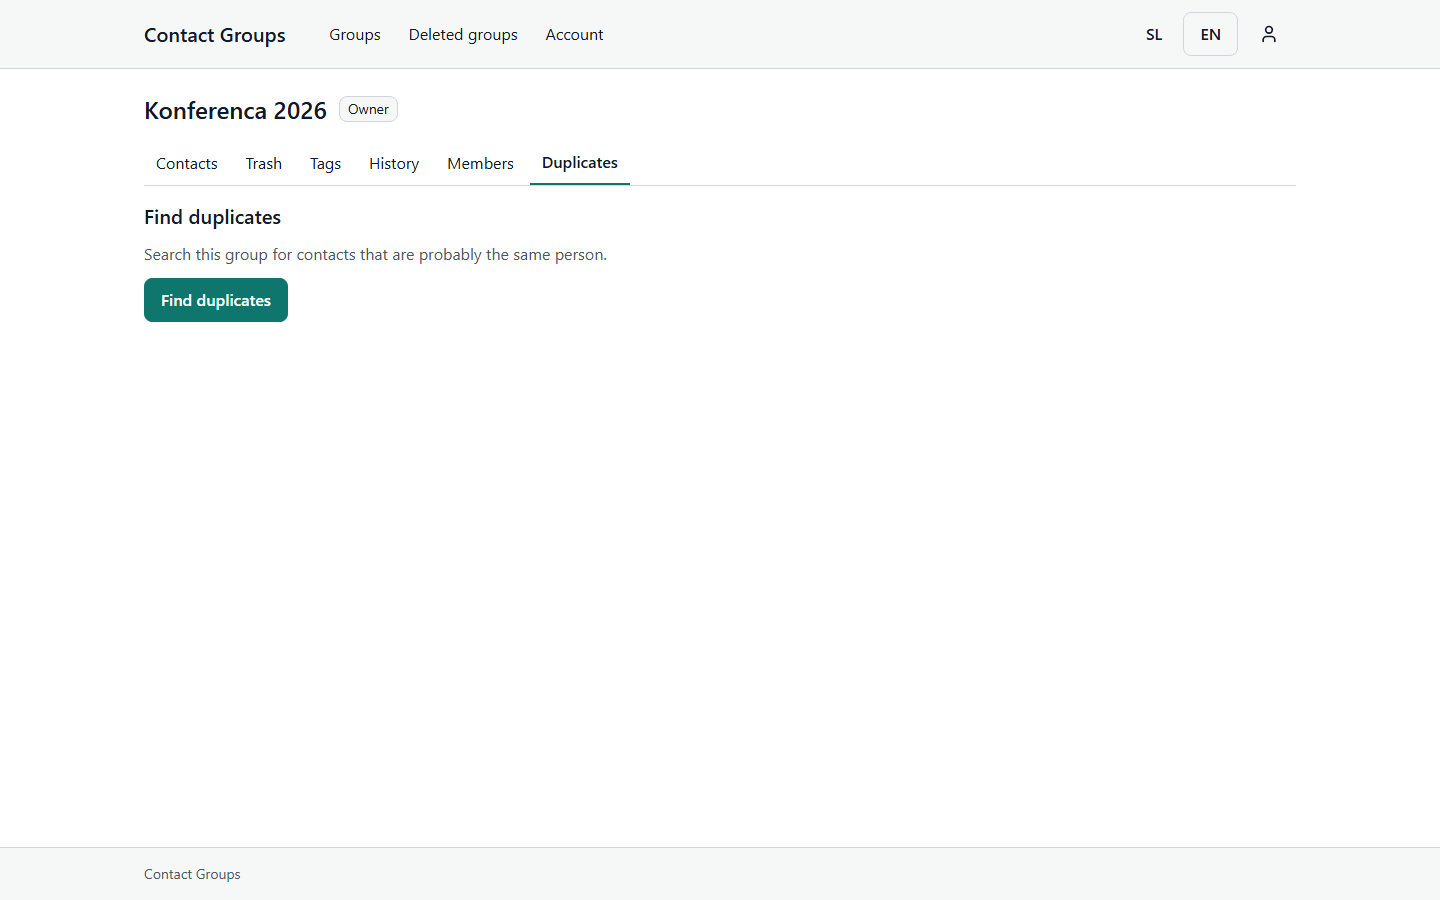 Contact Groups Groups Deleted groups Account SL EN
Konferenca 2026 Owner
Contacts Trash Tags History Members Duplicates
Find duplicates
Search this group for contacts that are probably the same person.
Find duplicates
Contact Groups